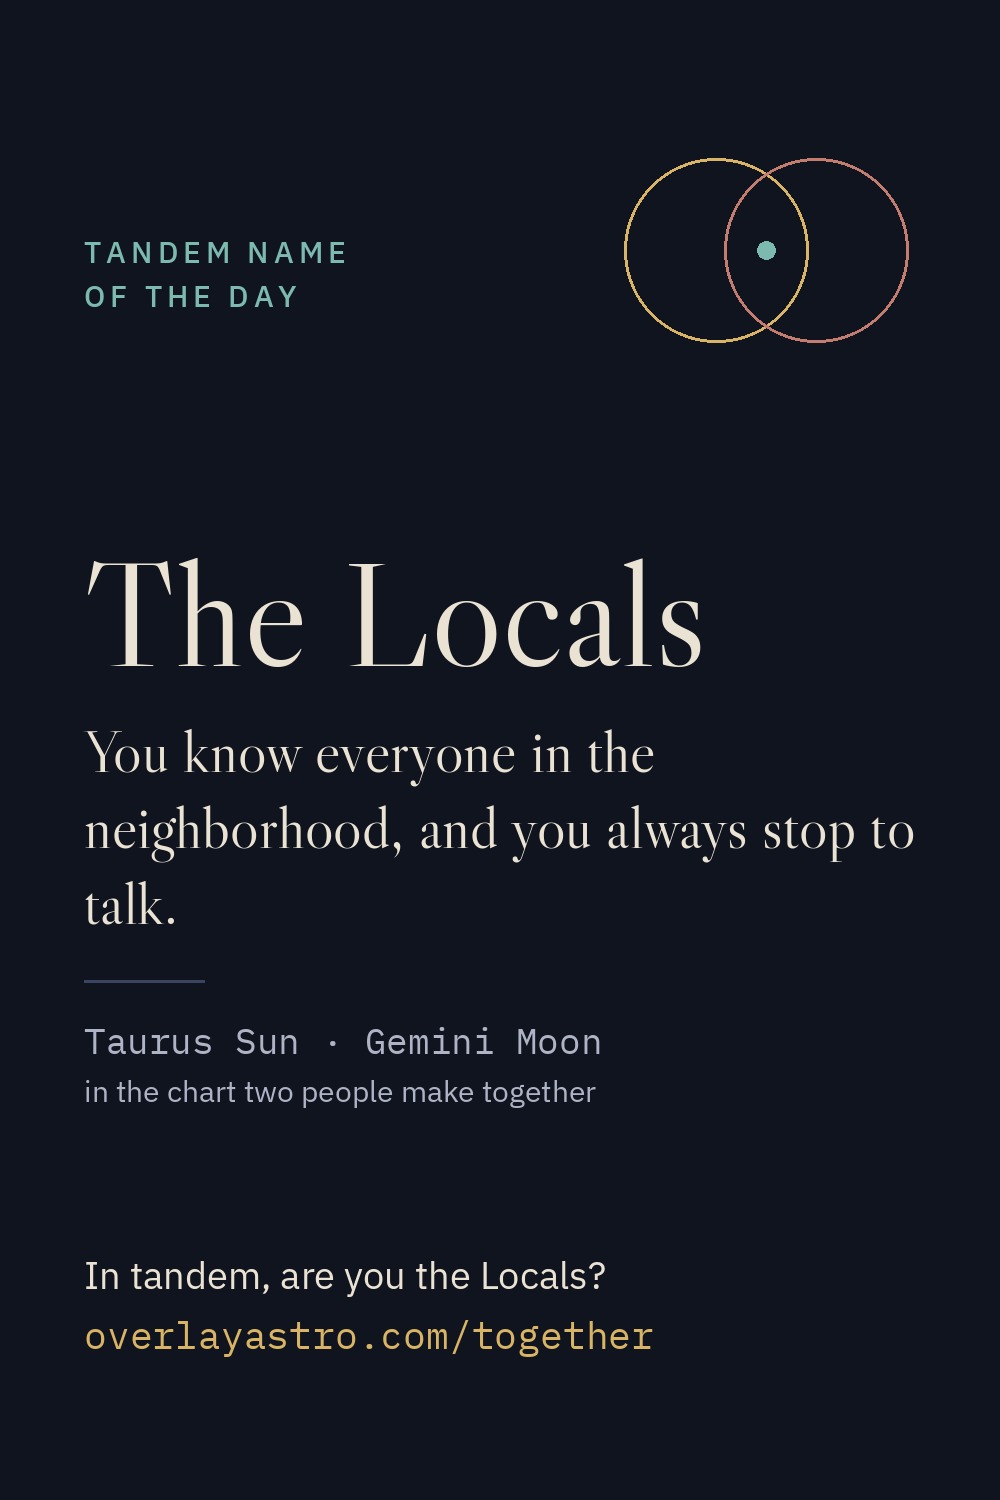 TANDEM NAME
OF THE DAY
The Locals
You know everyone in the
neighborhood, and you always stop to
talk.
Taurus Sun · Gemini Moon
in the chart two people make together
In tandem, are you the Locals?
overlayastro.com/together